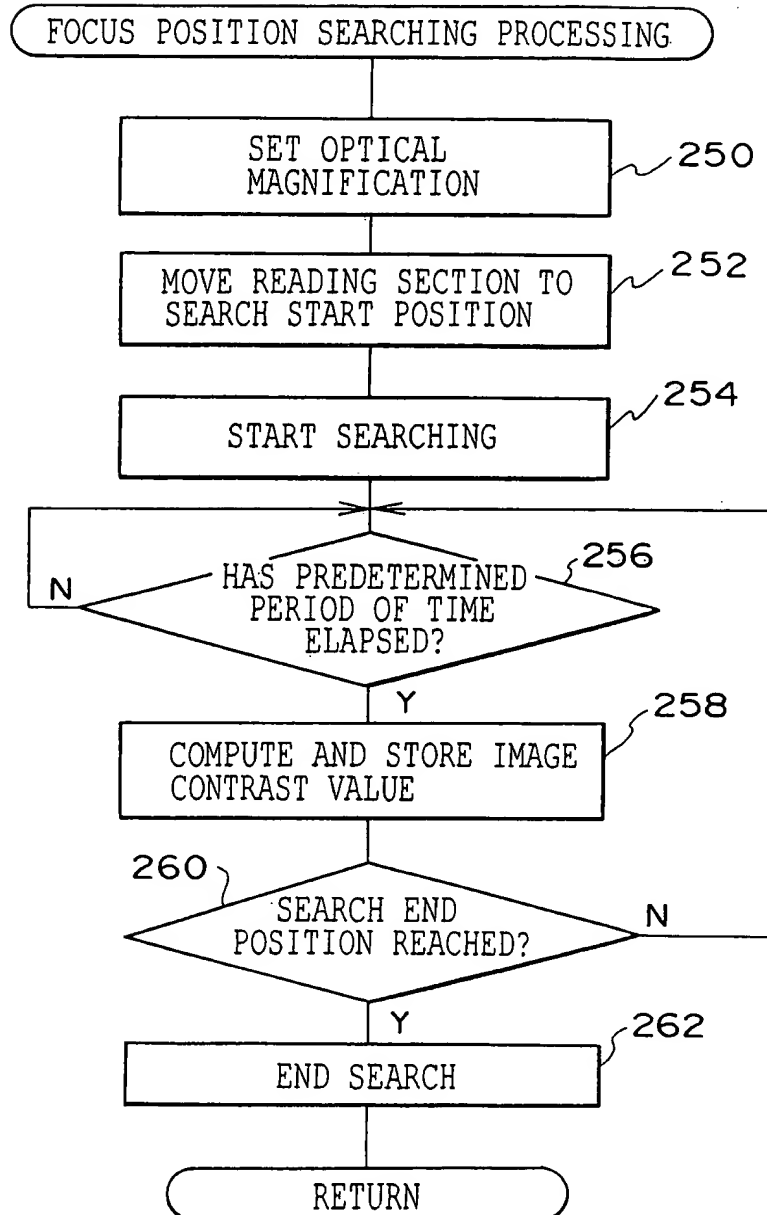 FOCUS POSITION SEARCHING PROCESSING
SET OPTICAL
MAGNIFICATION
250
MOVE READING SECTION TO
SEARCH START POSITION
252
START SEARCHING
254
HAS PREDETERMINED
PERIOD OF TIME
ELAPSED?
256
N
Y
COMPUTE AND STORE IMAGE
CONTRAST VALUE
258
260
SEARCH END
POSITION REACHED?
N
Y
END SEARCH
262
RETURN